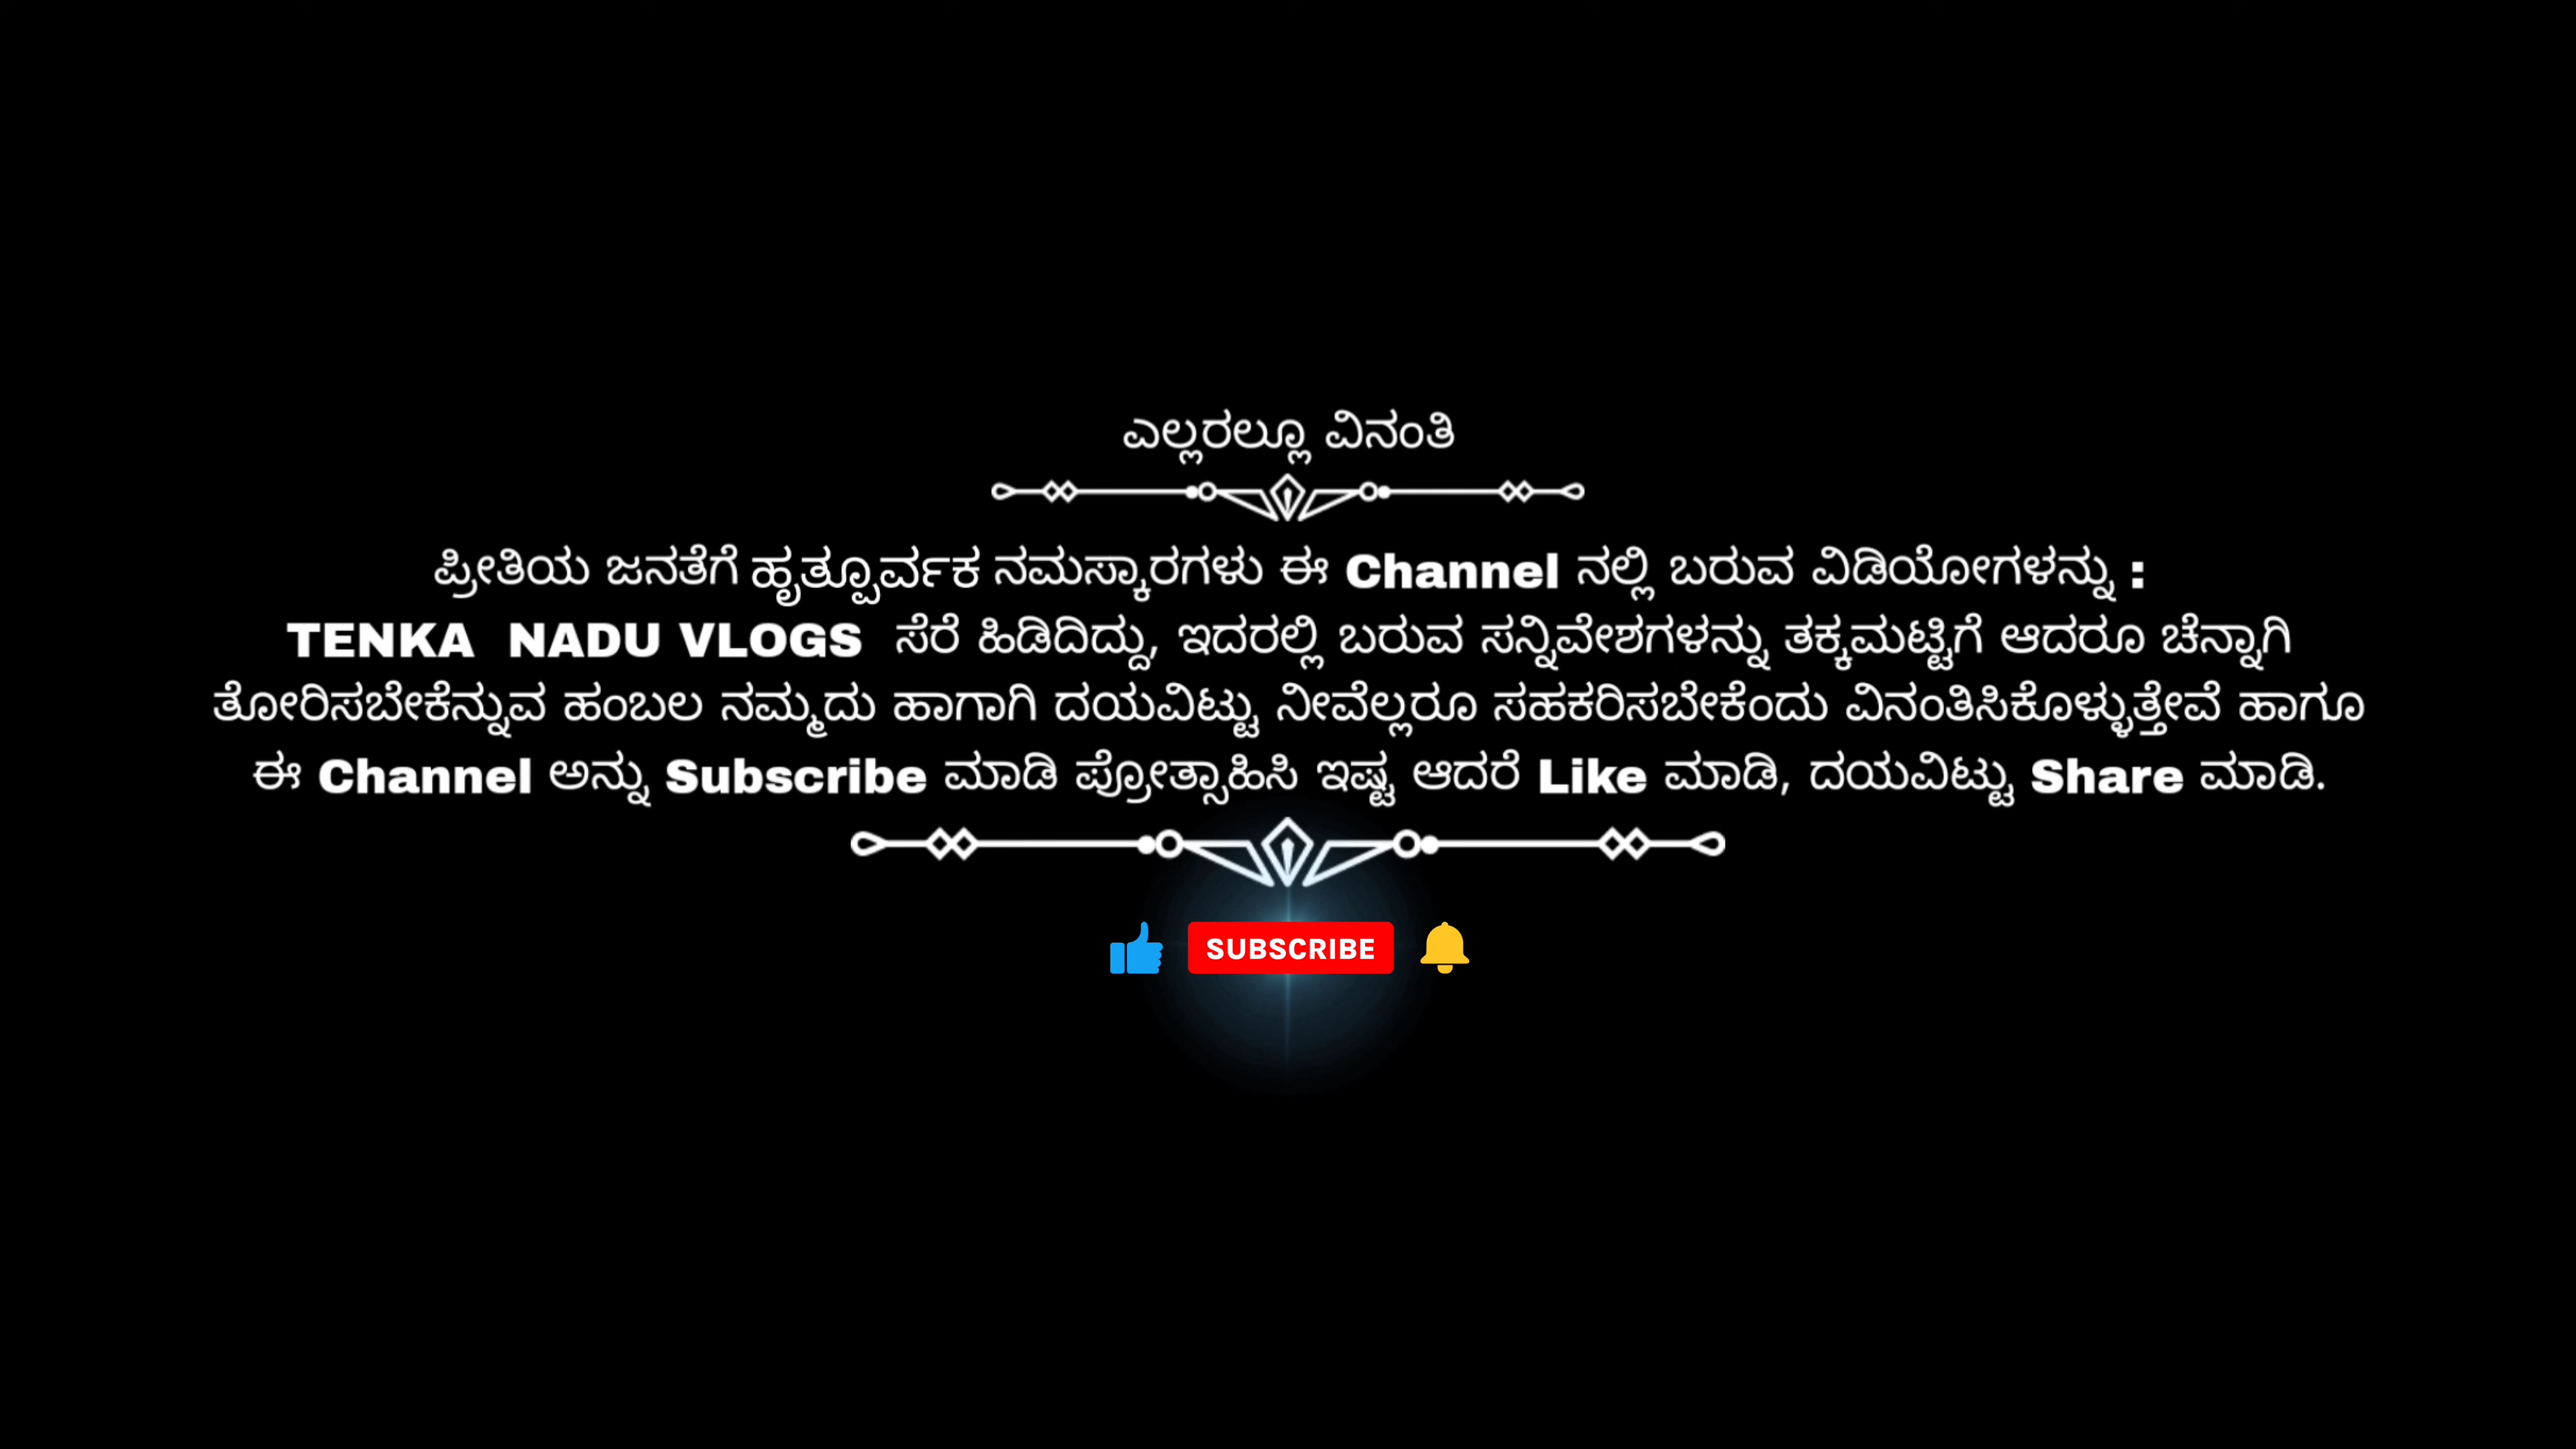 ಎಲ್ಲರಲ್ಲೂ ವಿನಂತಿ
ಪ್ರೀತಿಯ ಜನತೆಗೆ ಹೃತ್ಪೂರ್ವಕ ನಮಸ್ಕಾರಗಳು ಈ Channel ನಲ್ಲಿ ಬರುವ ವಿಡಿಯೋಗಳನ್ನು :
TENKA NADU VLOGS ಸೆರೆ ಹಿಡಿದಿದ್ದು, ಇದರಲ್ಲಿ ಬರುವ ಸನ್ನಿವೇಶಗಳನ್ನು ತಕ್ಕಮಟ್ಟಿಗೆ ಆದರೂ ಚೆನ್ನಾಗಿ
ತೋರಿಸಬೇಕೆನ್ನುವ ಹಂಬಲ ನಮ್ಮದು ಹಾಗಾಗಿ ದಯವಿಟ್ಟು ನೀವೆಲ್ಲರೂ ಸಹಕರಿಸಬೇಕೆಂದು ವಿನಂತಿಸಿಕೊಳ್ಳುತ್ತೇವೆ ಹಾಗೂ
ಈ Channel ಅನ್ನು Subscribe ಮಾಡಿ ಪ್ರೋತ್ಸಾಹಿಸಿ ಇಷ್ಟ ಆದರೆ Like ಮಾಡಿ, ದಯವಿಟ್ಟು Share ಮಾಡಿ.
SUBSCRIBE